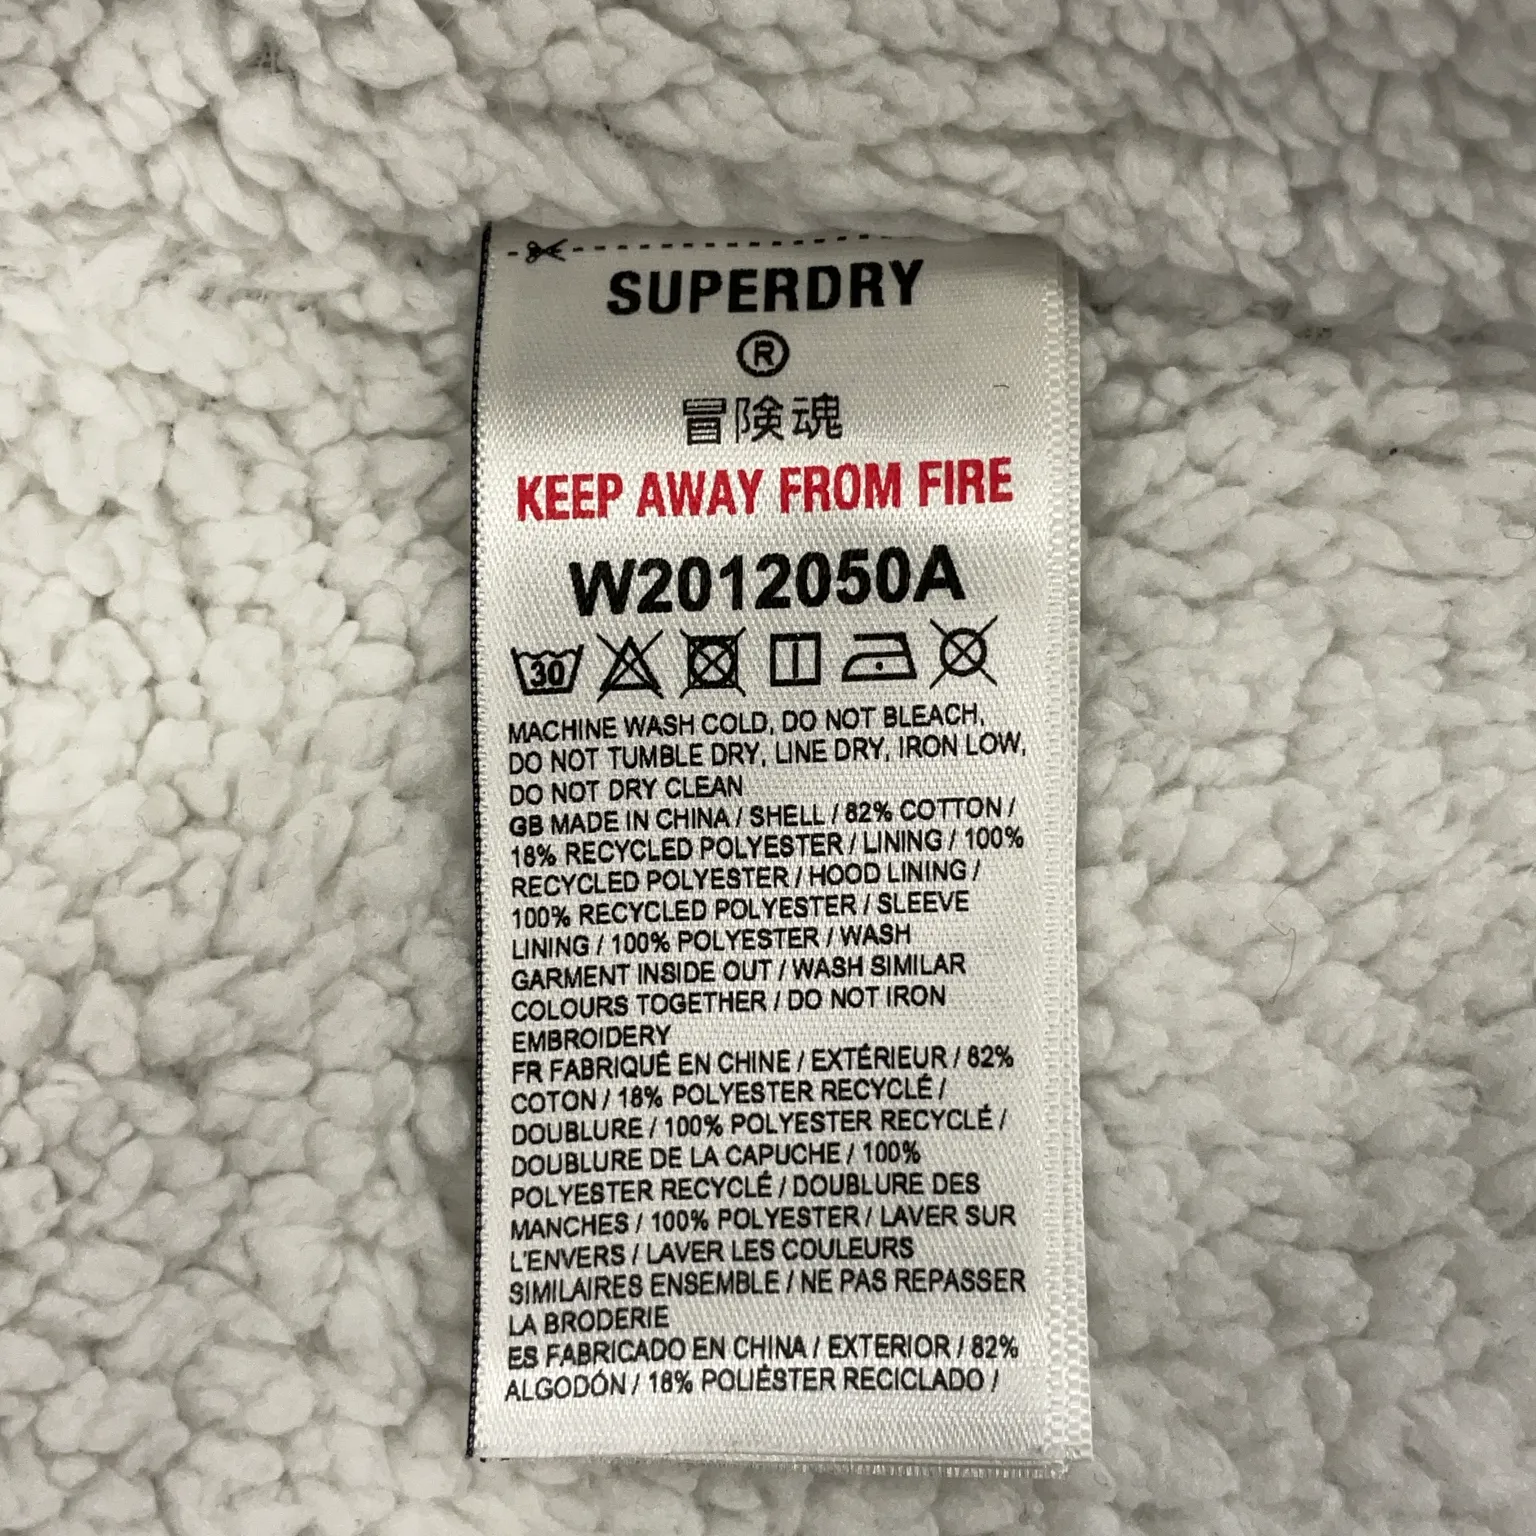 SUPERDRY
®
冒険魂
KEEP AWAY FROM FIRE
W2012050A
30
MACHINE WASH COLD, DO NOT BLEACH,
DO NOT TUMBLE DRY, LINE DRY, IRON LOW,
DO NOT DRY CLEAN
GB MADE IN CHINA / SHELL / 82% COTTON /
18% RECYCLED POLYESTER / LINING / 100%
RECYCLED POLYESTER / HOOD LINING /
100% RECYCLED POLYESTER / SLEEVE
LINING / 100% POLYESTER / WASH
GARMENT INSIDE OUT / WASH SIMILAR
COLOURS TOGETHER / DO NOT IRON
EMBROIDERY
FR FABRIQUÉ EN CHINE / EXTÉRIEUR / 82%
COTON / 18% POLYESTER RECYCLÉ /
DOUBLURE / 100% POLYESTER RECYCLÉ /
DOUBLURE DE LA CAPUCHE / 100%
POLYESTER RECYCLÉ / DOUBLURE DES
MANCHES / 100% POLYESTER / LAVER SUR
L'ENVERS / LAVER LES COULEURS
SIMILAIRES ENSEMBLE / NE PAS REPASSER
LA BRODERIE
ES FABRICADO EN CHINA / EXTERIOR / 82%
ALGODÓN / 18% POLIÉSTER RECICLADO /